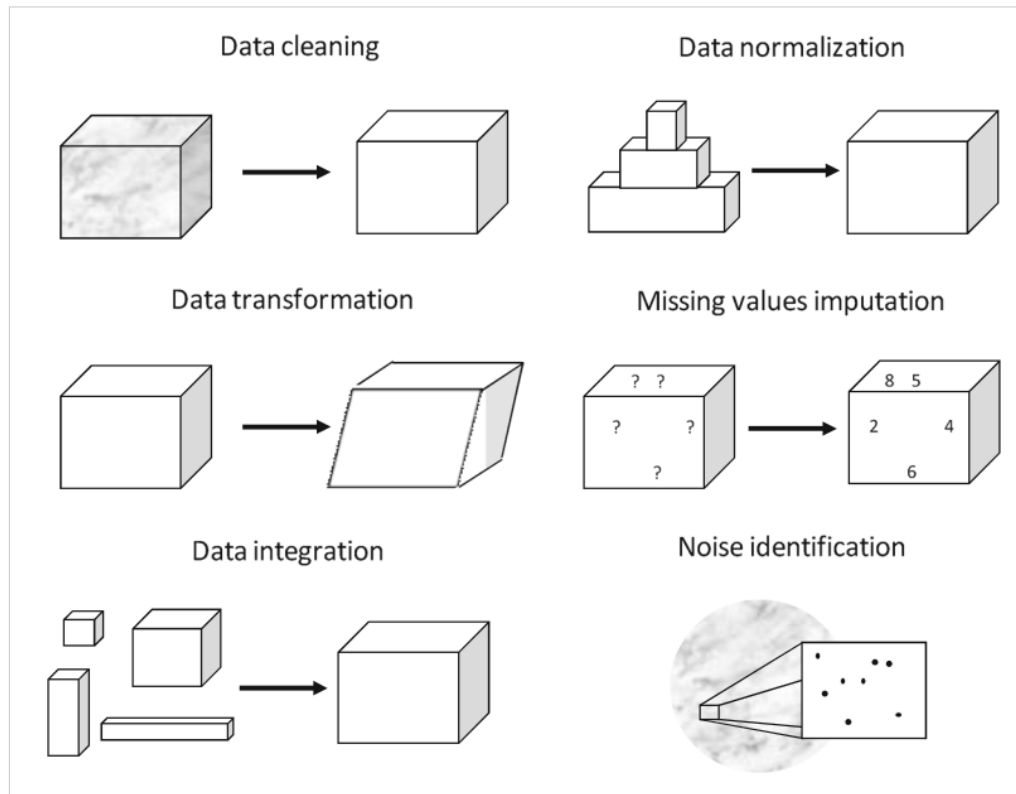 Data cleaning
Data normalization
Data transformation
Missing values imputation
? ?
? ?
?
8 5
2 4
6
Data integration
Noise identification